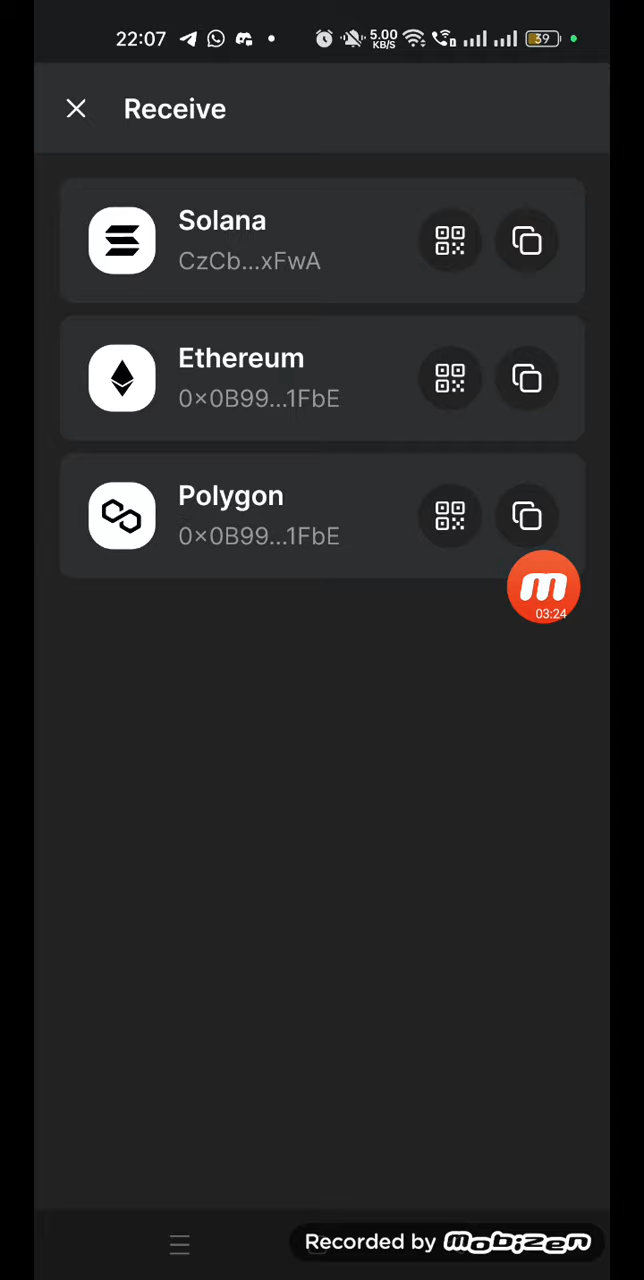 22:07 5.00 KB/S 39
Receive
Solana
CzCb...xFwA
Ethereum
0×0B99...1FbE
Polygon
0×0B99...1FbE
m
03:24
Recorded by mobizen